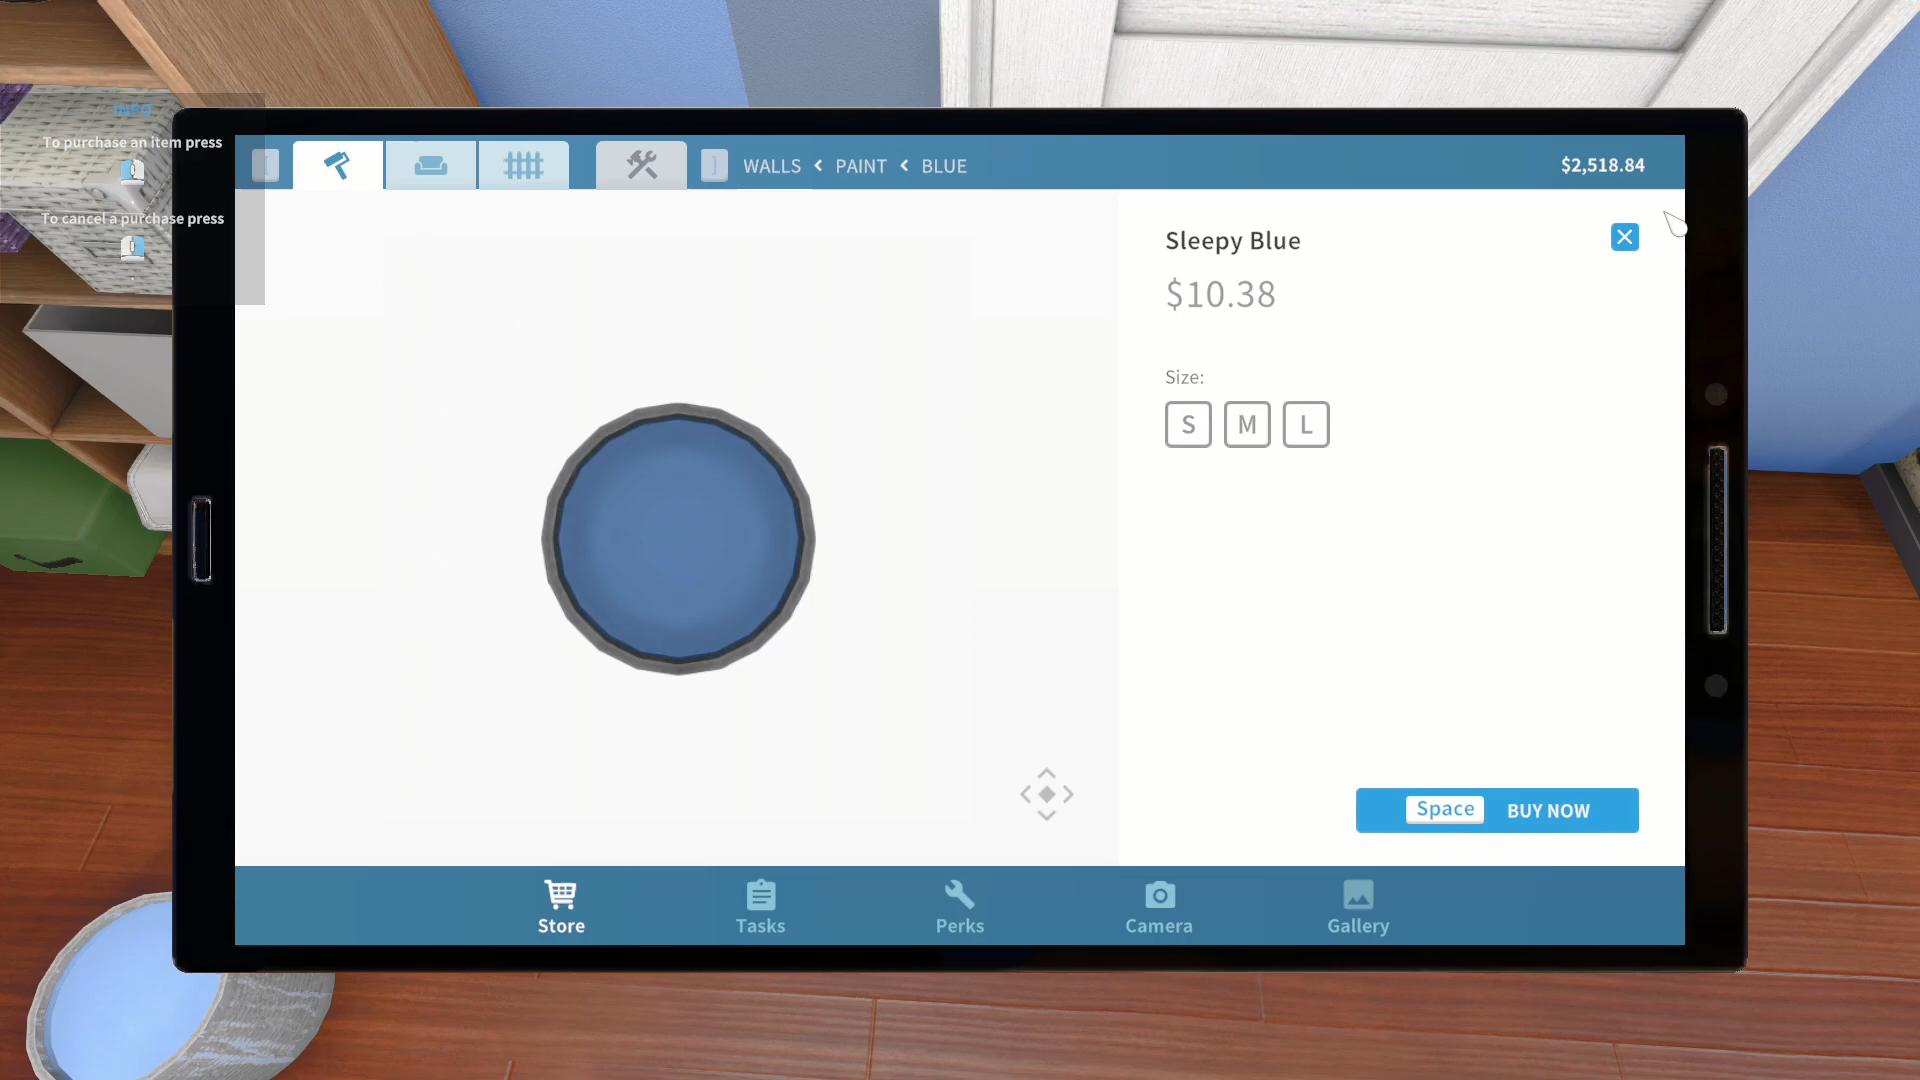 INFO
To purchase an item press
To cancel a purchase press
[
]
WALLS < PAINT < BLUE
$2,518.84
Sleepy Blue
$10.38
Size:
S M L
Space BUY NOW
Store Tasks Perks Camera Gallery